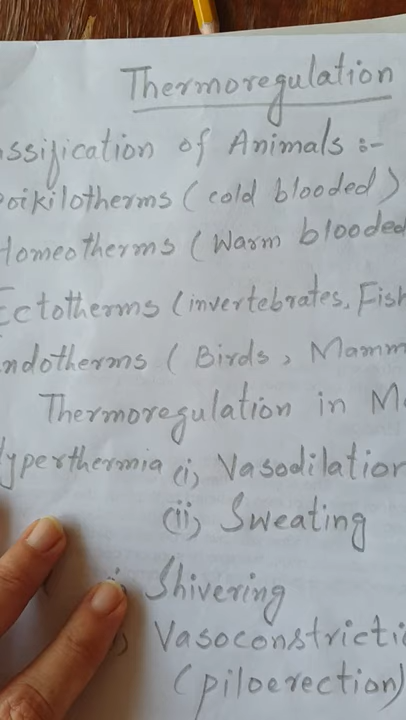 Thermoregulation
ssification of Animals :-
oikilotherms ( cold blooded )
Homeotherms ( Warm blooded
Ectotherms ( invertebrates, Fish
ndotherms ( Birds , Mamm
Thermoregulation in M
Hyperthermia (i) Vasodilation
(ii) Sweating
Shivering
Vasoconstricti
(piloerection)